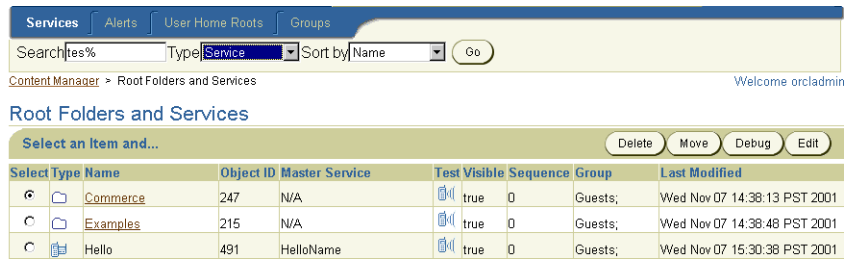 Services Alerts User Home Roots Groups
Search tes% Type Service Sort by Name Go
Content Manager > Root Folders and Services Welcome orcladmin
Root Folders and Services
Select an Item and... Delete Move Debug Edit
Select Type Name Object ID Master Service Test Visible Sequence Group Last Modified
Commerce 247 N/A true 0 Guests; Wed Nov 07 14:38:13 PST 2001
Examples 215 N/A true 0 Guests; Wed Nov 07 14:38:48 PST 2001
Hello 491 HelloName true 0 Guests; Wed Nov 07 15:30:38 PST 2001